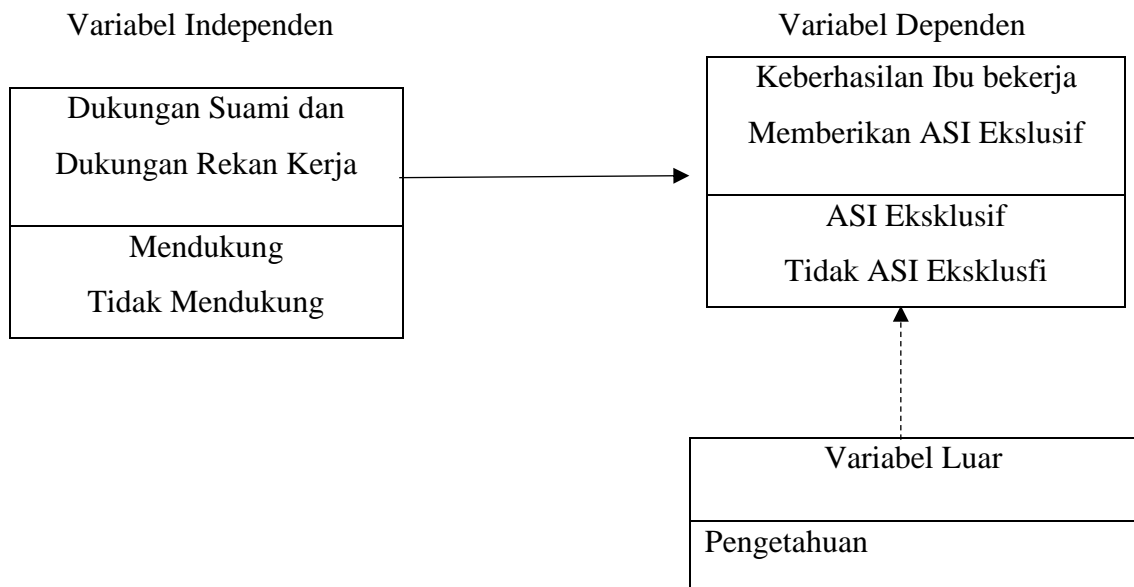 Variabel Independen
Variabel Dependen
Dukungan Suami dan
Dukungan Rekan Kerja
Mendukung
Tidak Mendukung
Keberhasilan Ibu bekerja
Memberikan ASI Ekslusif
ASI Eksklusif
Tidak ASI Eksklusfi
Variabel Luar
Pengetahuan